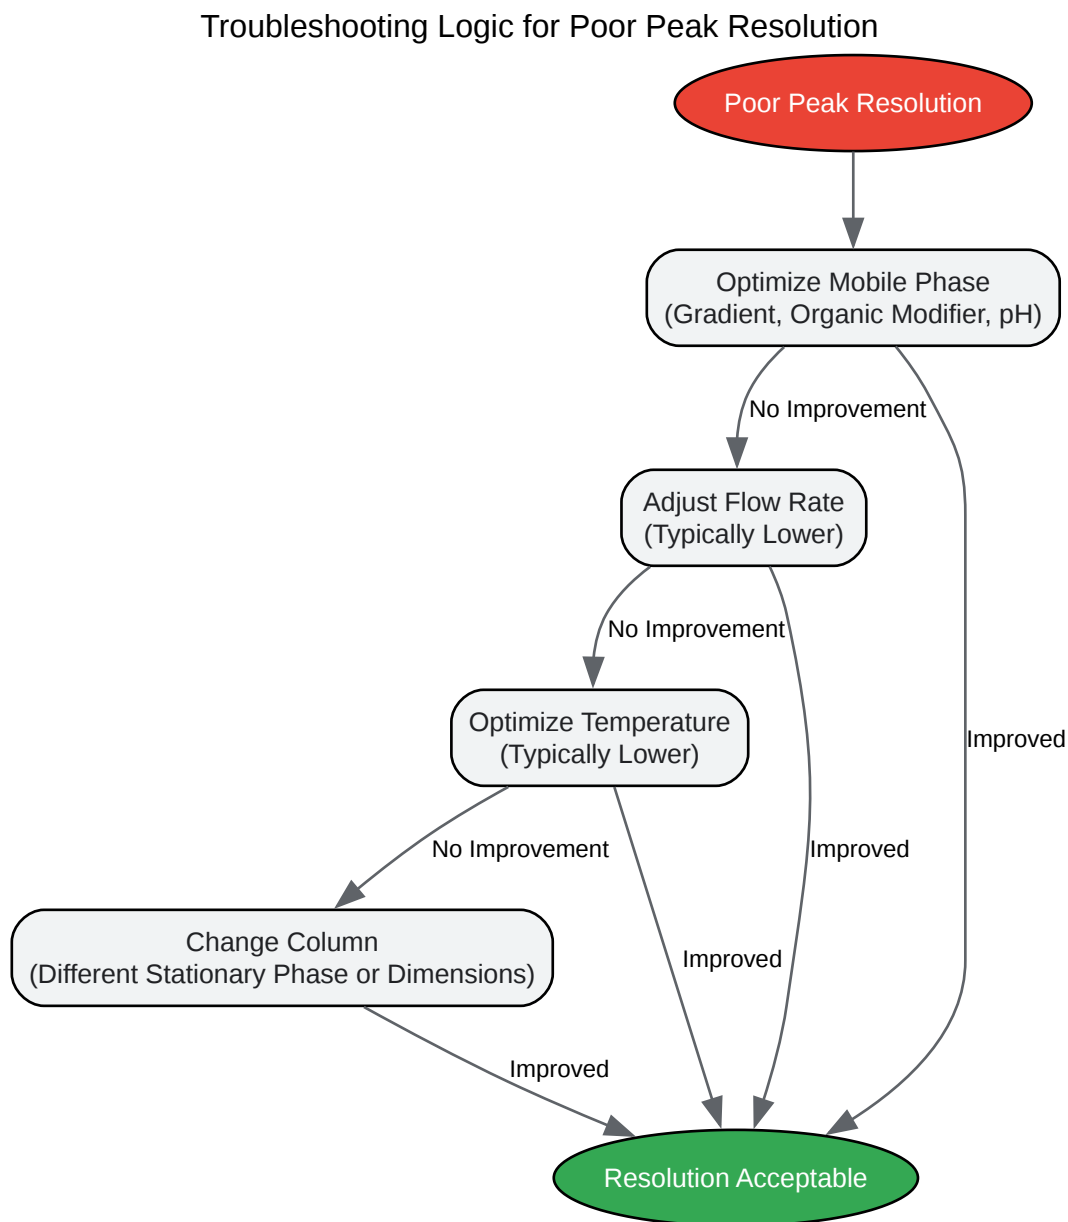 Troubleshooting Logic for Poor Peak Resolution
Poor Peak Resolution
Optimize Mobile Phase
(Gradient, Organic Modifier, pH)
No Improvement
Adjust Flow Rate
(Typically Lower)
No Improvement
Optimize Temperature
(Typically Lower)
Improved
No Improvement
Improved
Change Column
(Different Stationary Phase or Dimensions)
Improved
Improved
Resolution Acceptable